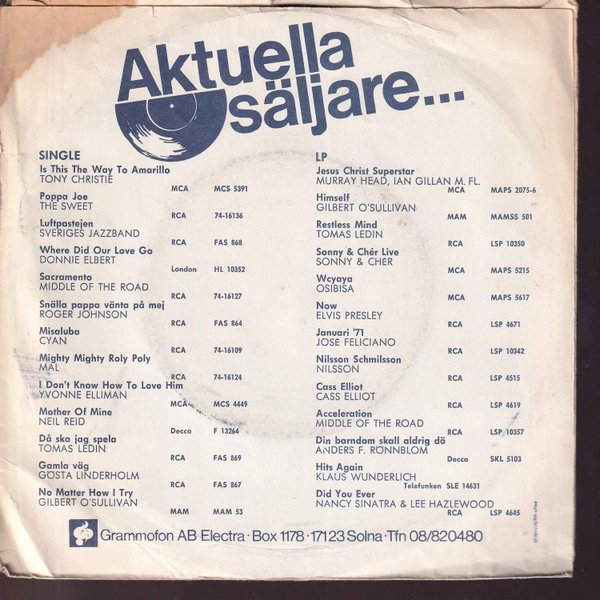 Aktuella
säljare...
SINGLE
Is This The Way To Amarillo
TONY CHRISTIE
MCA MCS 5391
Poppa Joe
THE SWEET
RCA 74-16136
Luftpastejen
SVERIGES JAZZBAND
RCA FAS 868
Where Did Our Love Go
DONNIE ELBERT
London HL 10352
Sacramento
MIDDLE OF THE ROAD
RCA 74-16127
Snälla pappa vänta på mej
ROGER JOHNSON
RCA FAS 864
Misaluba
CYAN
RCA 74-16109
Mighty Mighty Roly Poly
MAL
RCA 74-16124
I Don't Know How To Love Him
YVONNE ELLIMAN
MCA MCS 4449
Mother Of Mine
NEIL REID
Decca F 13264
Då ska jag spela
TOMAS LEDIN
RCA FAS 869
Gamla väg
GÖSTA LINDERHOLM
RCA FAS 867
No Matter How I Try
GILBERT O'SULLIVAN
MAM MAM 53
LP
Jesus Christ Superstar
MURRAY HEAD, IAN GILLAN M. FL.
MCA MAPS 2075-6
Himself
GILBERT O'SULLIVAN
MAM MAMSS 501
Restless Mind
TOMAS LEDIN
RCA LSP 10350
Sonny & Chér Live
SONNY & CHER
MCA MAPS 5215
Wcyaya
OSIBISA
MCA MAPS 5617
Now
ELVIS PRESLEY
RCA LSP 4671
Januari '71
JOSÉ FELICIANO
RCA LSP 10342
Nilsson Schmilsson
NILSSON
RCA LSP 4515
Cass Elliot
CASS ELLIOT
RCA LSP 4619
Acceleration
MIDDLE OF THE ROAD
RCA LSP 10357
Din barndom skall aldrig dö
ANDERS F. RÖNNBLOM
Decca SKL 5103
Hits Again
KLAUS WUNDERLICH
Telefunken SLE 14631
Did You Ever
NANCY SINATRA & LEE HAZLEWOOD
RCA LSP 4645
Grammofon AB Electra · Box 1178 · 171 23 Solna · Tfn 08/820480